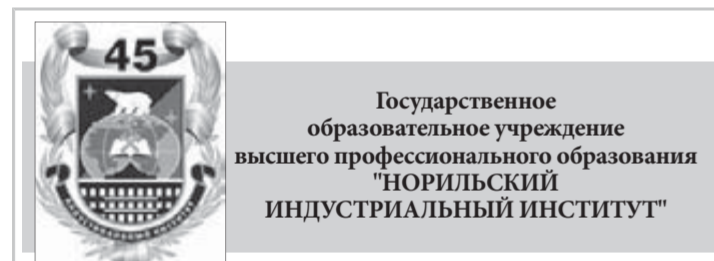 45
Государственное
образовательное учреждение
высшего профессионального образования
"НОРИЛЬСКИЙ
ИНДУСТРИАЛЬНЫЙ ИНСТИТУТ"